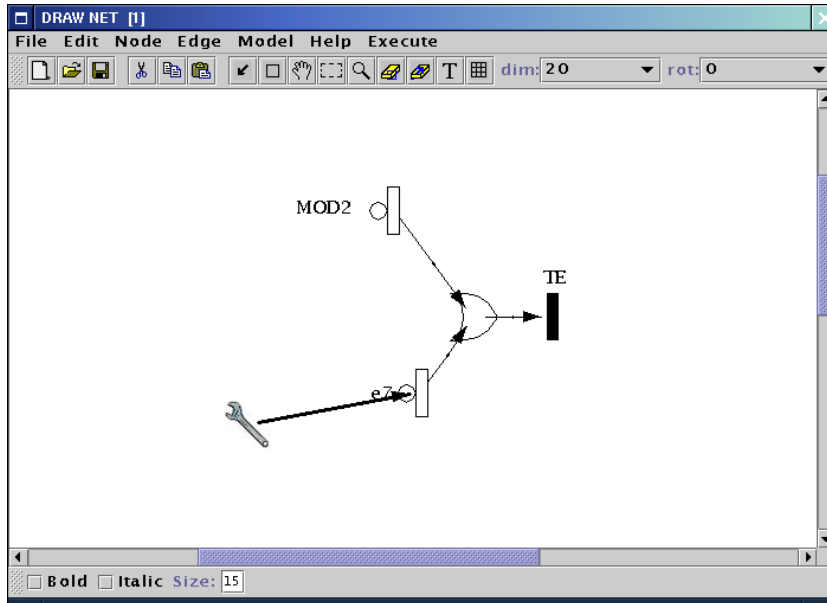 DRAW NET [1]
File Edit Node Edge Model Help Execute
T dim: 20 rot: 0
MOD2
TE
e7
Bold Italic Size: 15